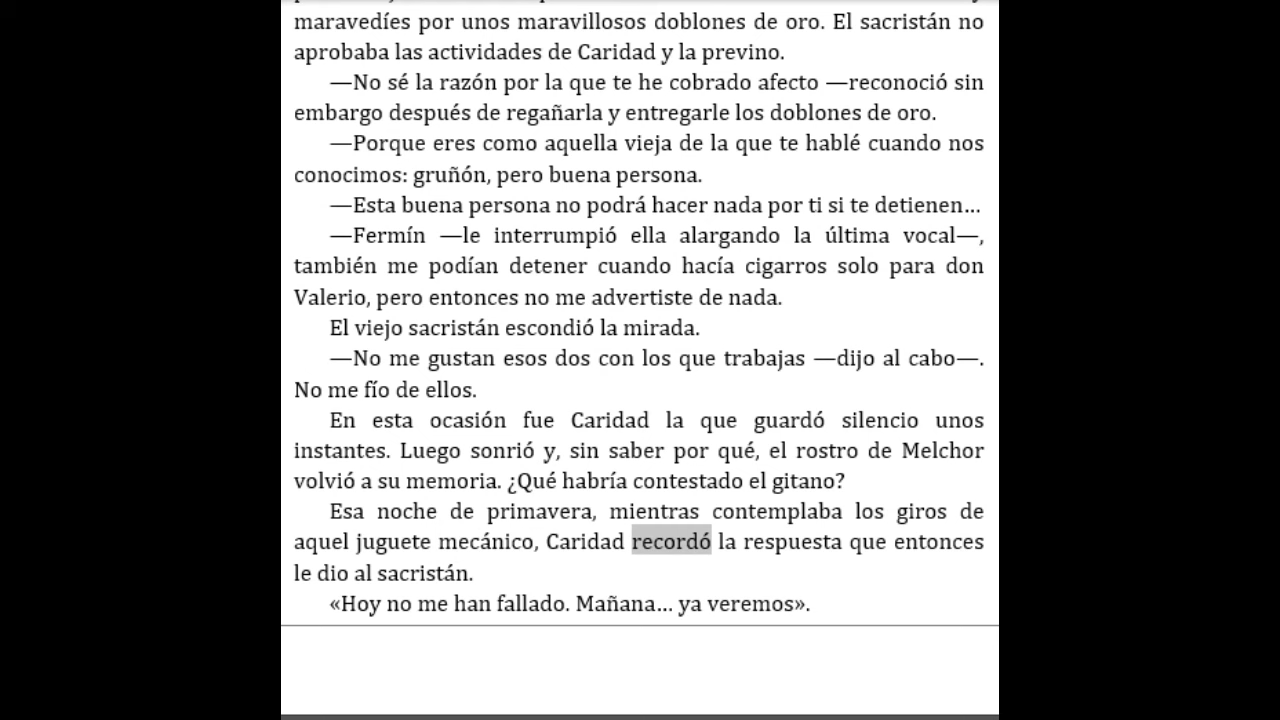 maravedíes por unos maravillosos doblones de oro. El sacristán no
aprobaba las actividades de Caridad y la previno.
—No sé la razón por la que te he cobrado afecto —reconoció sin
embargo después de regañarla y entregarle los doblones de oro.
—Porque eres como aquella vieja de la que te hablé cuando nos
conocimos: gruñón, pero buena persona.
—Esta buena persona no podrá hacer nada por ti si te detienen...
—Fermín —le interrumpió ella alargando la última vocal—,
también me podían detener cuando hacía cigarros solo para don
Valerio, pero entonces no me advertiste de nada.
El viejo sacristán escondió la mirada.
—No me gustan esos dos con los que trabajas —dijo al cabo—.
No me fío de ellos.
En esta ocasión fue Caridad la que guardó silencio unos
instantes. Luego sonrió y, sin saber por qué, el rostro de Melchor
volvió a su memoria. ¿Qué habría contestado el gitano?
Esa noche de primavera, mientras contemplaba los giros de
aquel juguete mecánico, Caridad recordó la respuesta que entonces
le dio al sacristán.
«Hoy no me han fallado. Mañana... ya veremos».